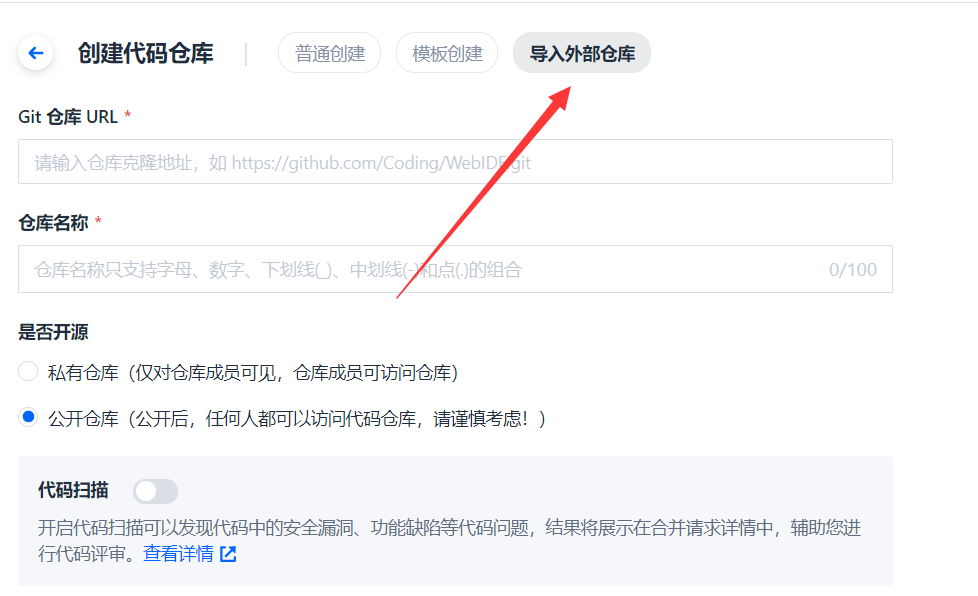 创建代码仓库 | 普通创建 模板创建 导入外部仓库
Git 仓库 URL *
请输入仓库克隆地址，如 https://github.com/Coding/WebIDE.git
仓库名称 *
仓库名称只支持字母、数字、下划线(_)、中划线(-)和点(.)的组合 0/100
是否开源
私有仓库（仅对仓库成员可见，仓库成员可访问仓库）
公开仓库（公开后，任何人都可以访问代码仓库，请谨慎考虑！）
代码扫描
开启代码扫描可以发现代码中的安全漏洞、功能缺陷等代码问题，结果将展示在合并请求详情中，辅助您进
行代码评审。查看详情